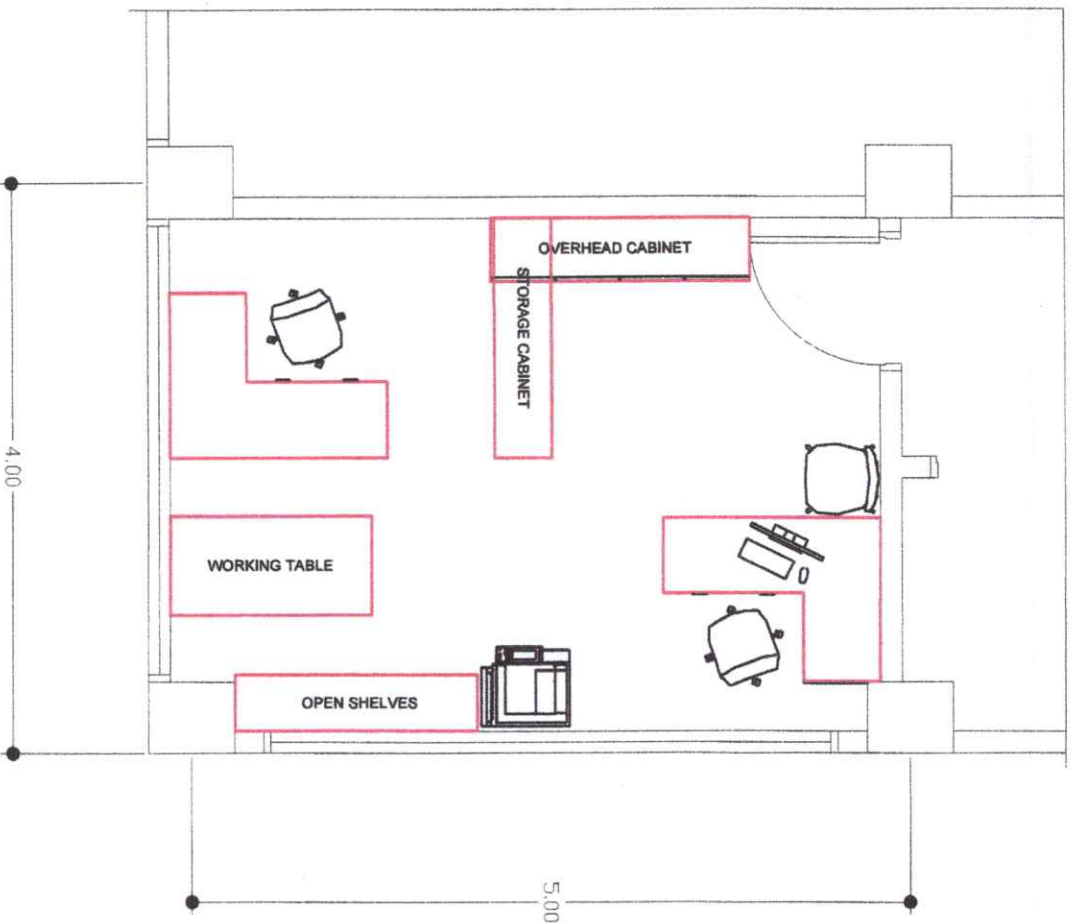 OVERHEAD CABINET
STORAGE CABINET
WORKING TABLE
OPEN SHELVES
4.00
5.00